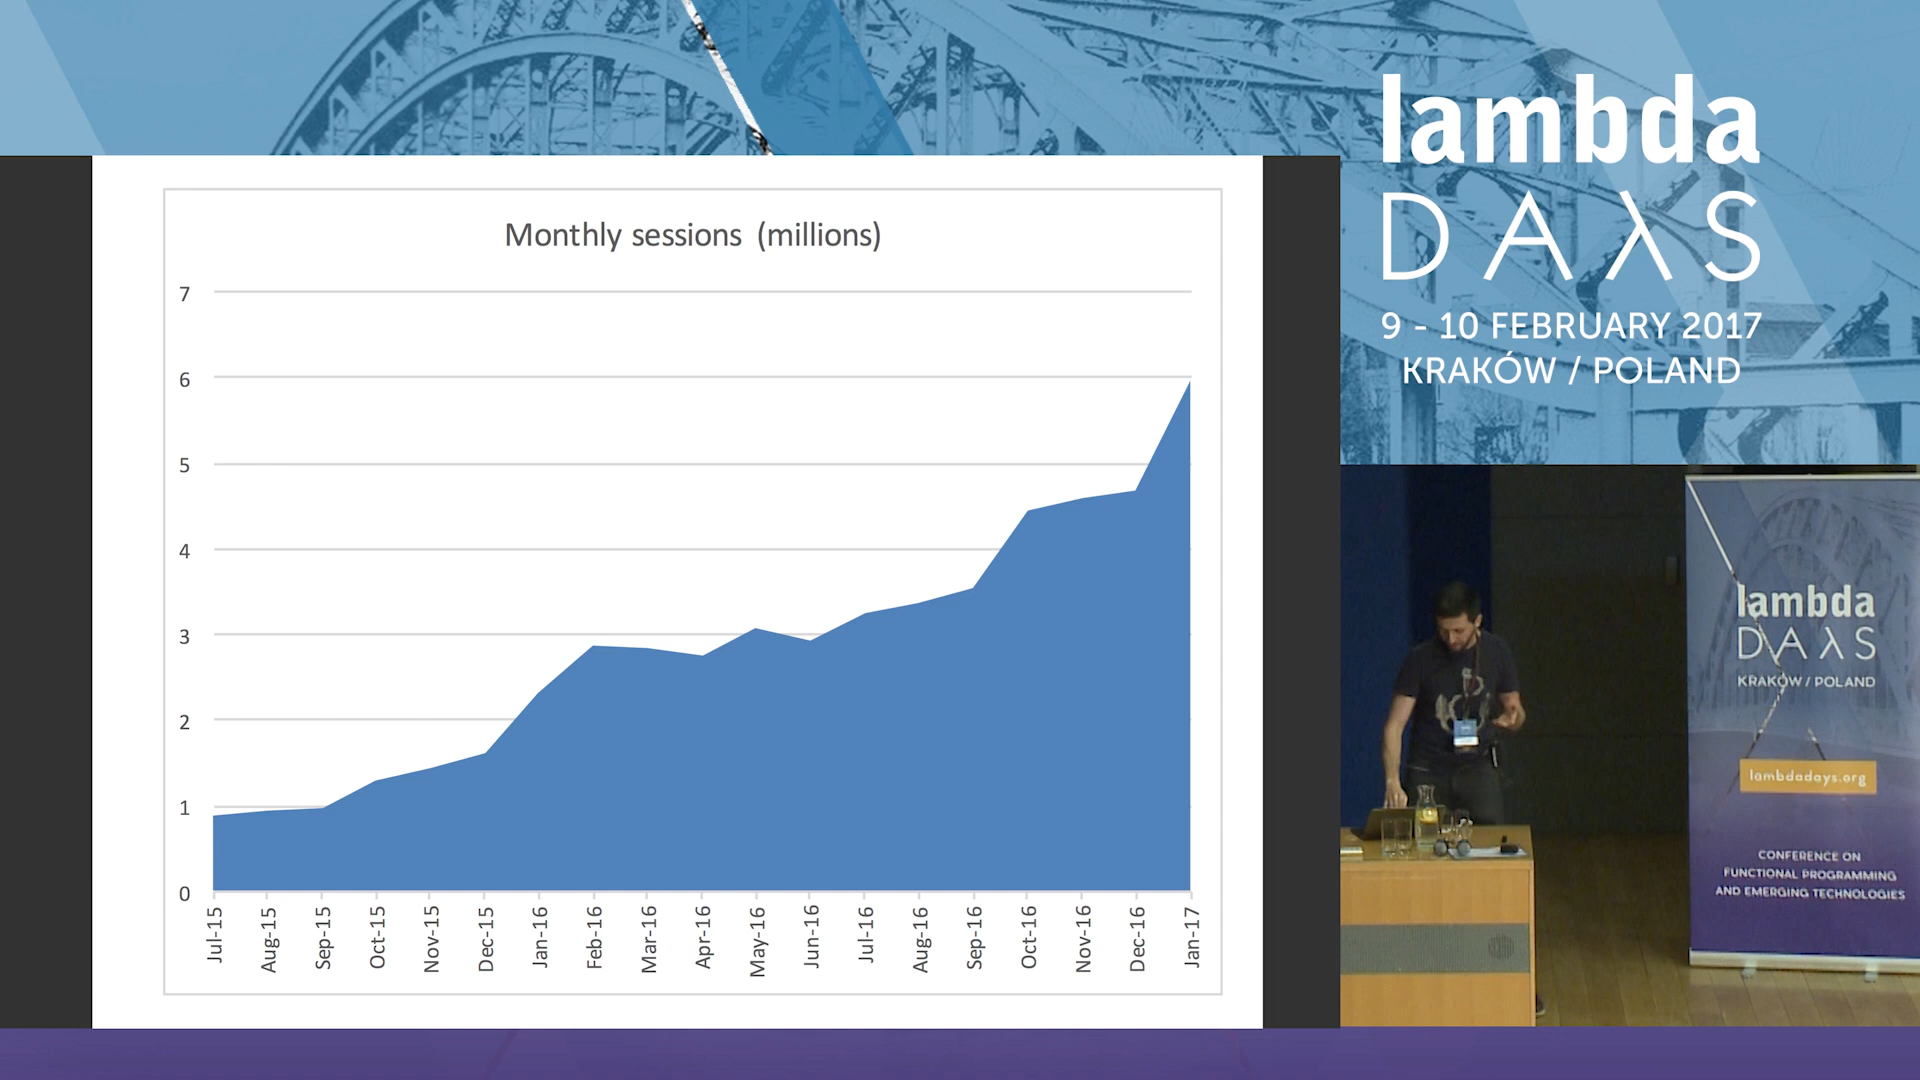 lambda
DAλS
9 - 10 FEBRUARY 2017
KRAKÓW / POLAND
Monthly sessions (millions)
7
6
5
4
3
2
1
0
Jul-15
Aug-15
Sep-15
Oct-15
Nov-15
Dec-15
Jan-16
Feb-16
Mar-16
Apr-16
May-16
Jun-16
Jul-16
Aug-16
Sep-16
Oct-16
Nov-16
Dec-16
Jan-17
lambda
DAλS
KRAKÓW / POLAND
lambdadays.org
CONFERENCE ON
FUNCTIONAL PROGRAMMING
AND EMERGING TECHNOLOGIES